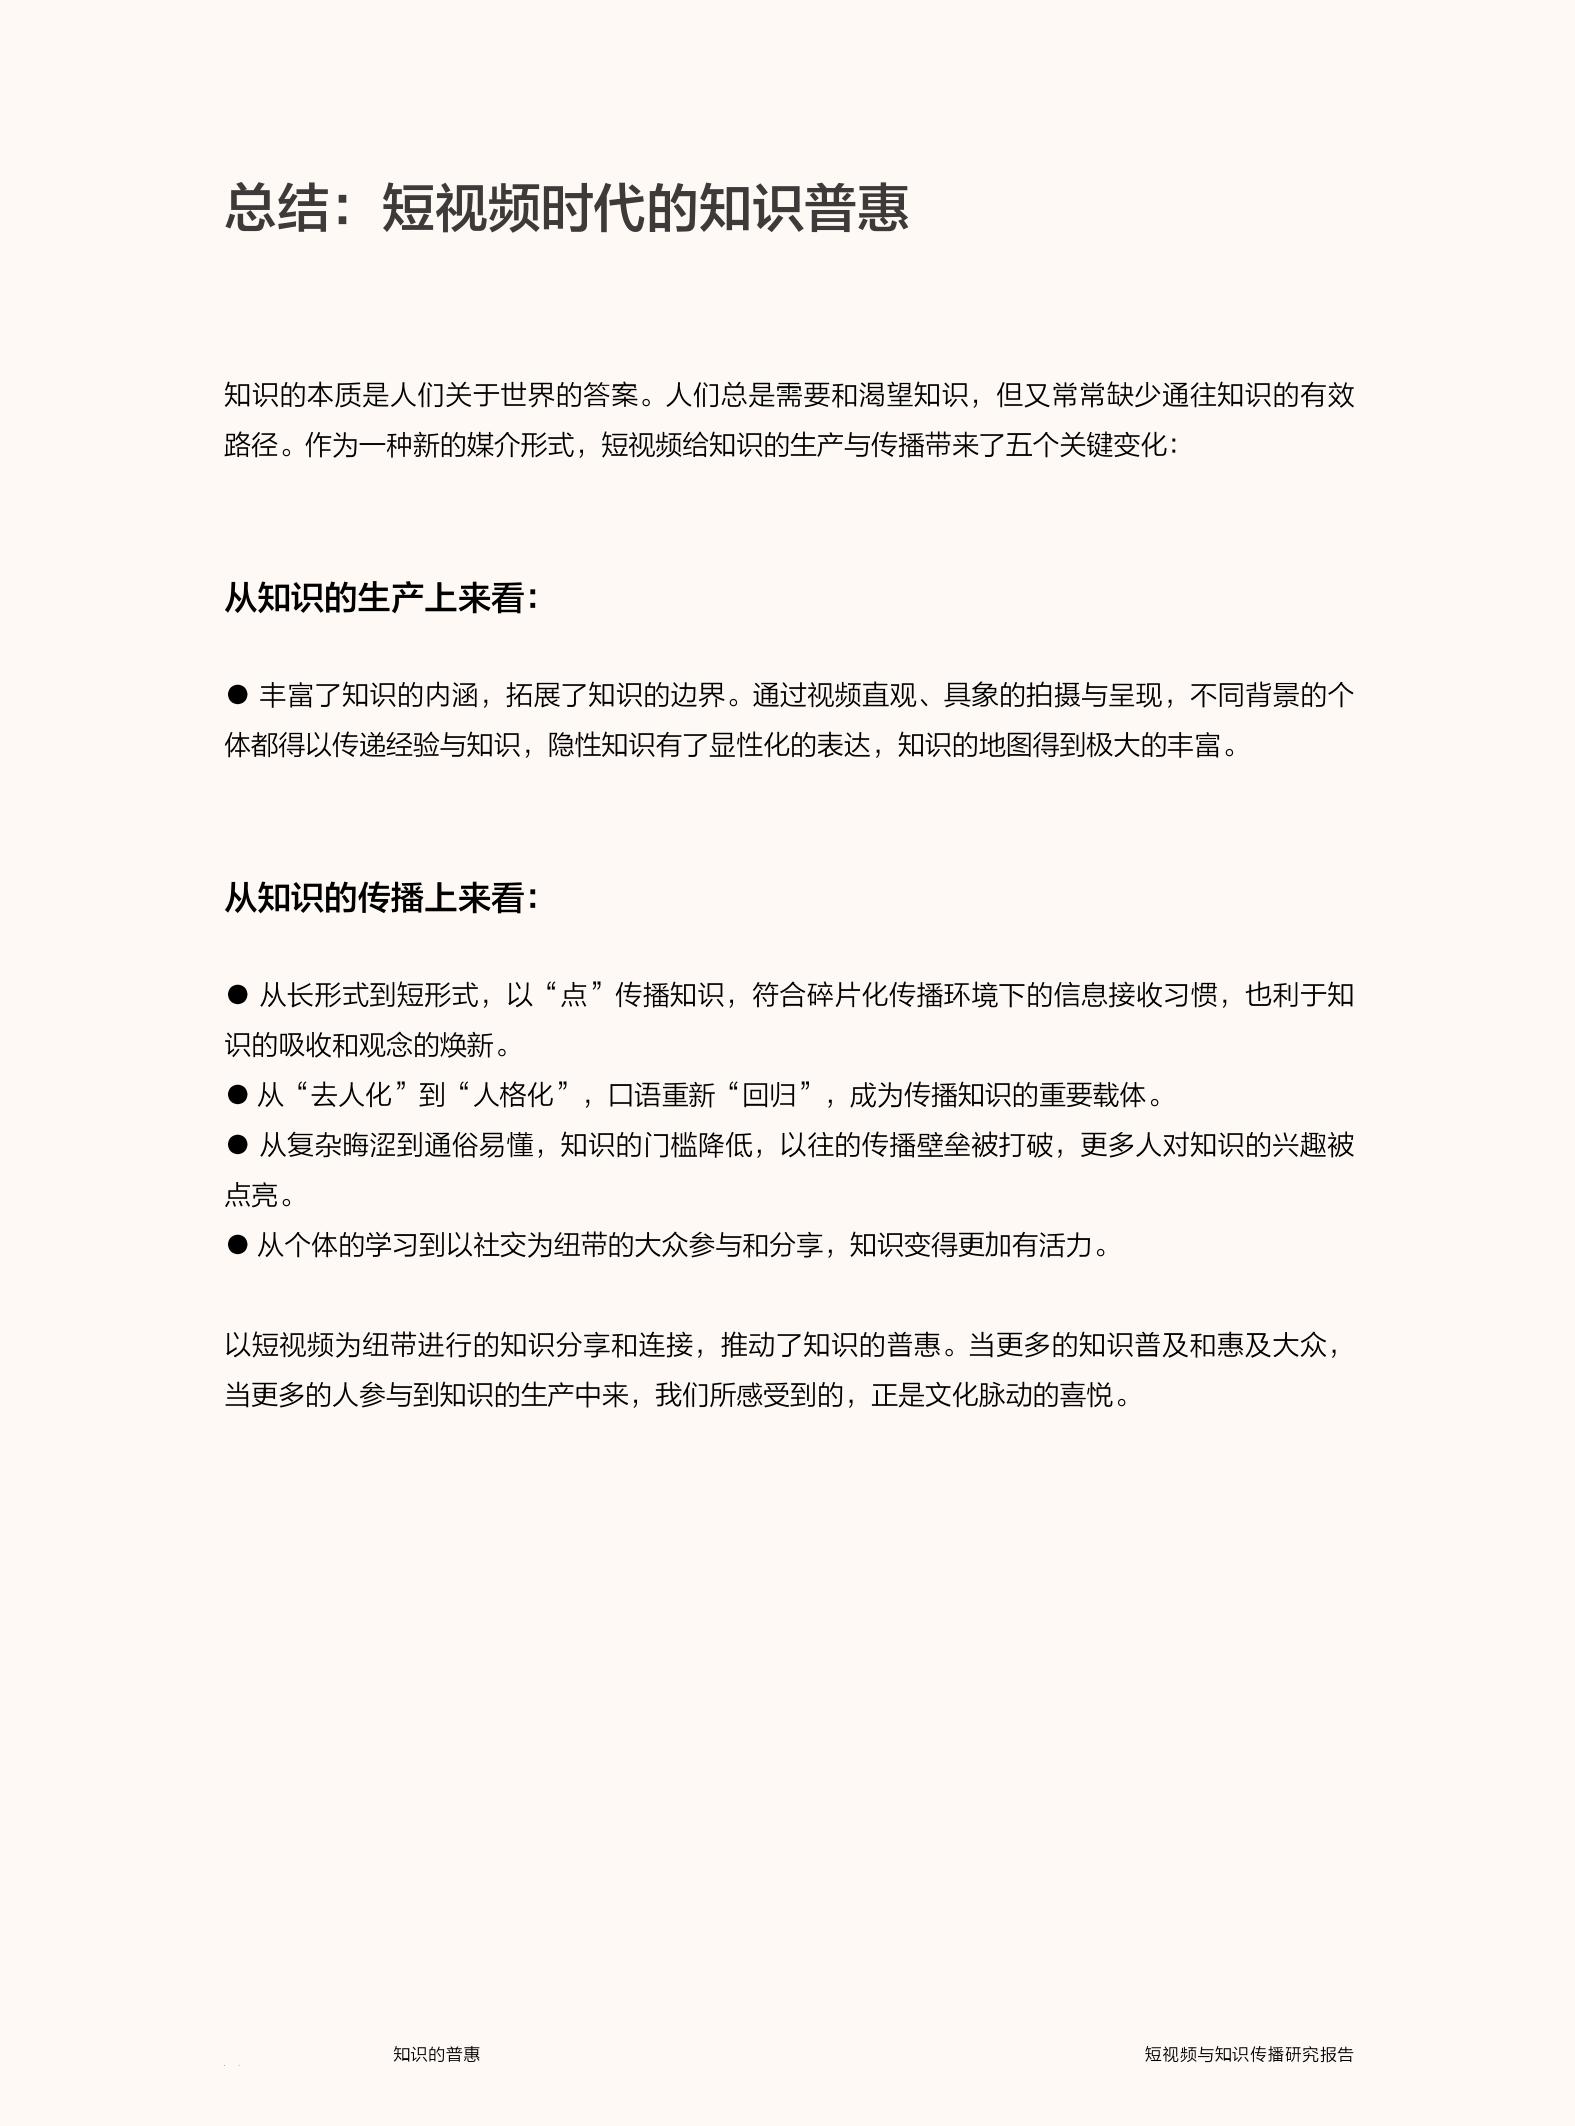 总结：短视频时代的知识普惠
知识的本质是人们关于世界的答案。人们总是需要和渴望知识，但又常常缺少通往知识的有效
路径。作为一种新的媒介形式，短视频给知识的生产与传播带来了五个关键变化：
从知识的生产上来看：
● 丰富了知识的内涵，拓展了知识的边界。通过视频直观、具象的拍摄与呈现，不同背景的个
体都得以传递经验与知识，隐性知识有了显性化的表达，知识的地图得到极大的丰富。
从知识的传播上来看：
● 从长形式到短形式，以“点”传播知识，符合碎片化传播环境下的信息接收习惯，也利于知
识的吸收和观念的焕新。
● 从“去人化”到“人格化”，口语重新“回归”，成为传播知识的重要载体。
● 从复杂晦涩到通俗易懂，知识的门槛降低，以往的传播壁垒被打破，更多人对知识的兴趣被
点亮。
● 从个体的学习到以社交为纽带的大众参与和分享，知识变得更加有活力。
以短视频为纽带进行的知识分享和连接，推动了知识的普惠。当更多的知识普及和惠及大众，
当更多的人参与到知识的生产中来，我们所感受到的，正是文化脉动的喜悦。
知识的普惠
短视频与知识传播研究报告